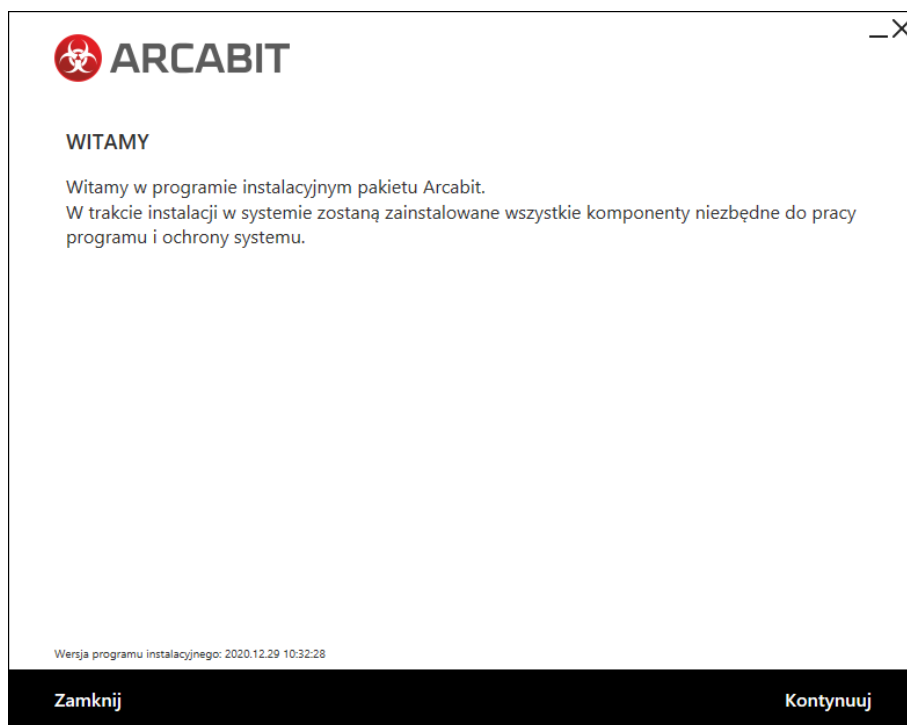 ARCABIT
WITAMY
Witamy w programie instalacyjnym pakietu Arcabit.
W trakcie instalacji w systemie zostaną zainstalowane wszystkie komponenty niezbędne do pracy
programu i ochrony systemu.
Wersja programu instalacyjnego: 2020.12.29 10:32:28
Zamknij
Kontynuuj